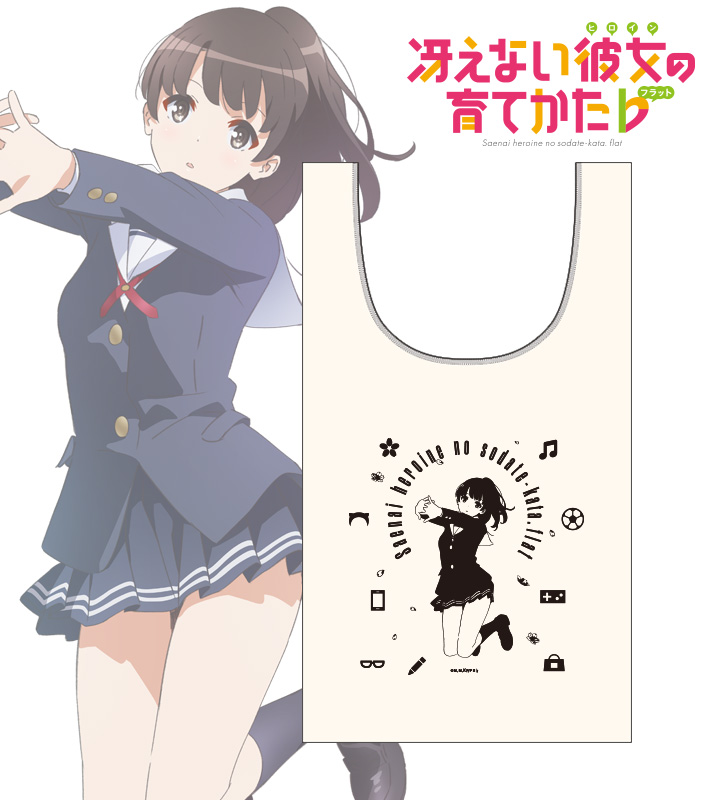 ヒロイン
冴えない彼女の
育てかた♭
フラット
Saenai heroine no sodate-kata. flat
saenai heroine no sodate-kata.flat